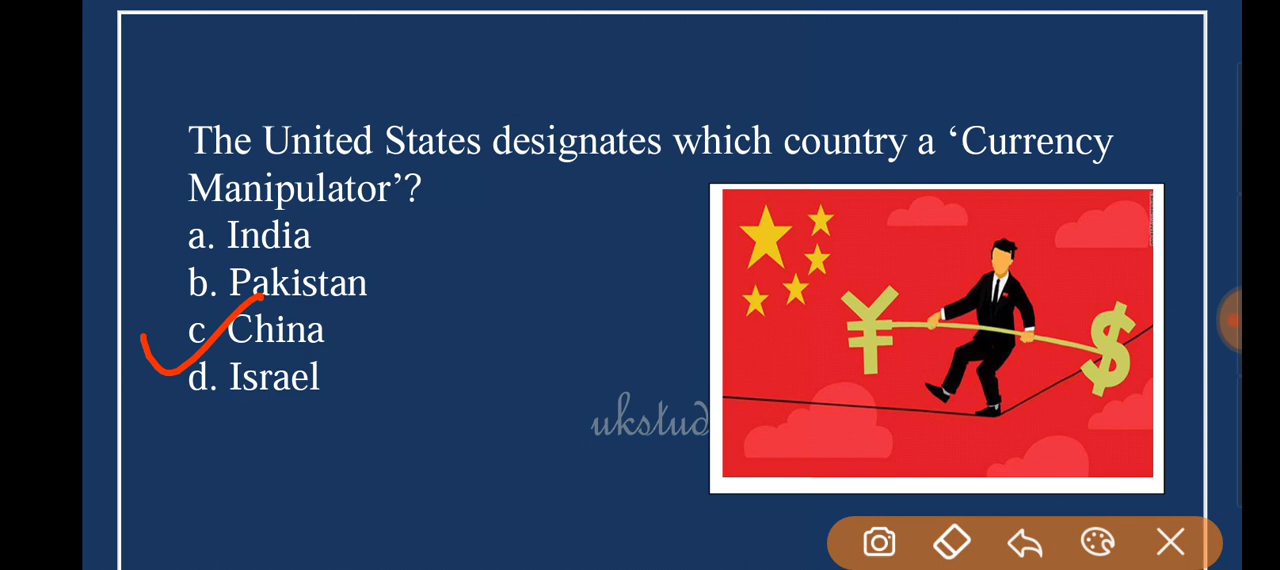 The United States designates which country a ‘Currency
Manipulator’?
a. India
b. Pakistan
c China
d. Israel
ukstud
¥
$